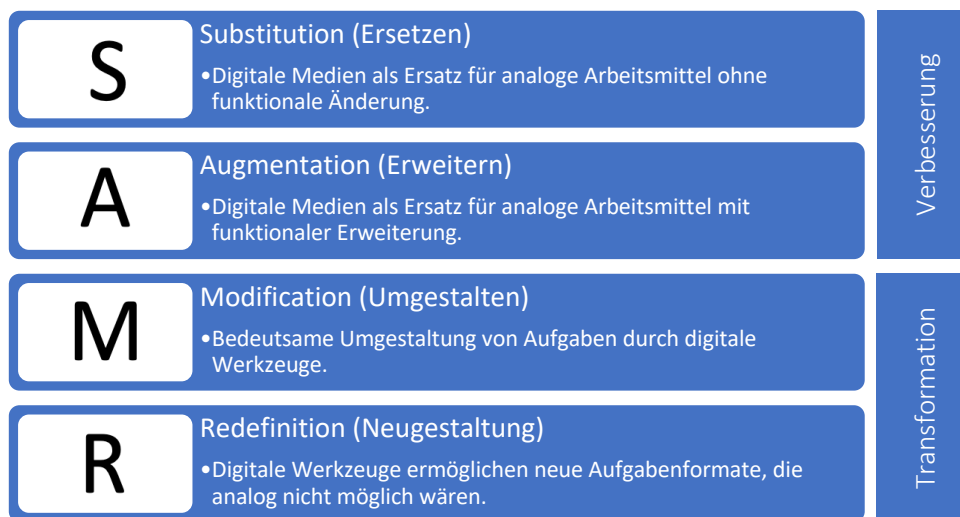 S
Substitution (Ersetzen)
•Digitale Medien als Ersatz für analoge Arbeitsmittel ohne
funktionale Änderung.
A
Augmentation (Erweitern)
•Digitale Medien als Ersatz für analoge Arbeitsmittel mit
funktionaler Erweiterung.
Verbesserung
M
Modification (Umgestalten)
•Bedeutsame Umgestaltung von Aufgaben durch digitale
Werkzeuge.
R
Redefinition (Neugestaltung)
•Digitale Werkzeuge ermöglichen neue Aufgabenformate, die
analog nicht möglich wären.
Transformation